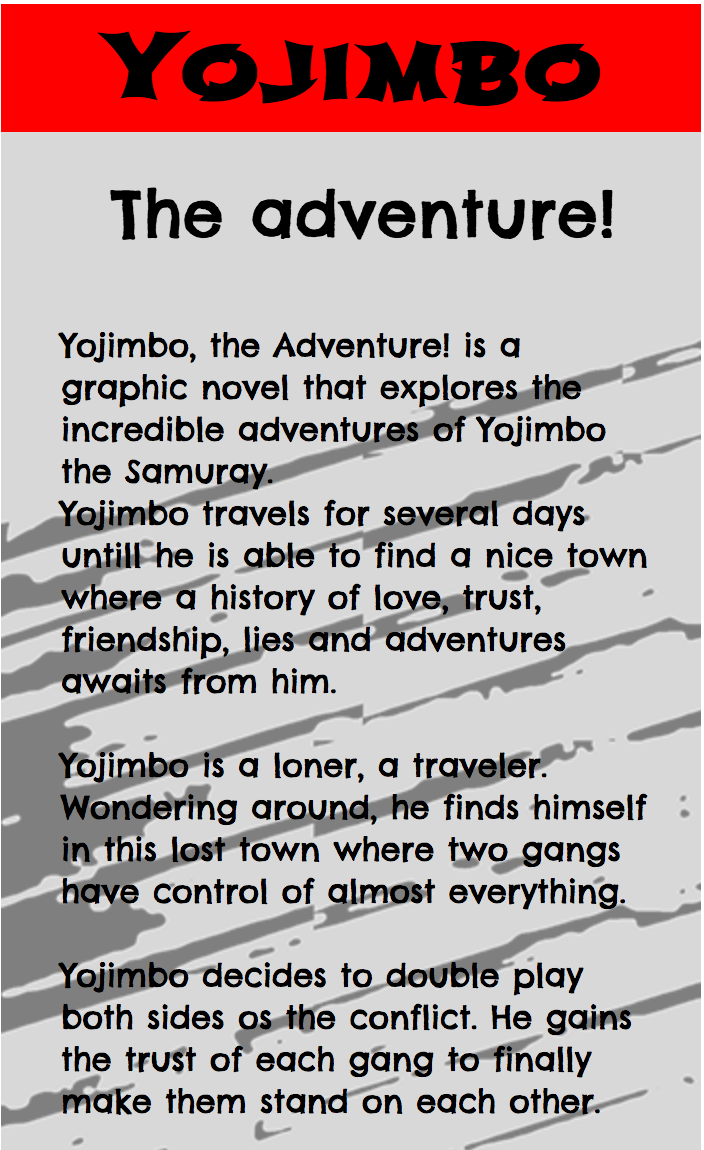 Yojimbo
The adventure!
Yojimbo, the Adventure! is a
graphic novel that explores the
incredible adventures of Yojimbo
the Samuray.
Yojimbo travels for several days
untill he is able to find a nice town
where a history of love, trust,
friendship, lies and adventures
awaits from him.
Yojimbo is a loner, a traveler.
Wondering around, he finds himself
in this lost town where two gangs
have control of almost everything.
Yojimbo decides to double play
both sides os the conflict. He gains
the trust of each gang to finally
make them stand on each other.